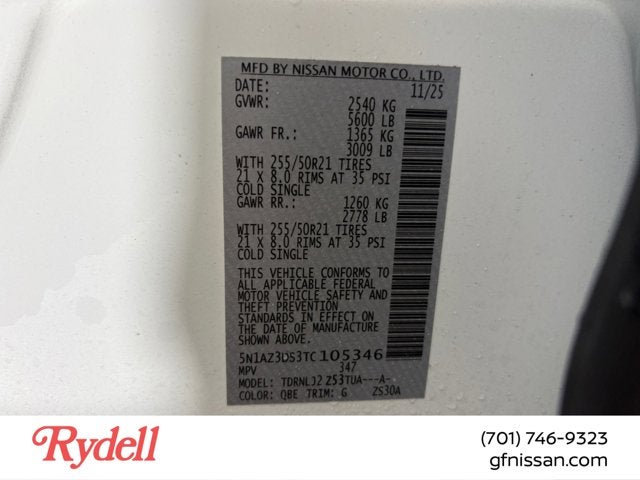 MFD BY NISSAN MOTOR CO., LTD.
DATE: 11/25
GVWR: 2540 KG
5600 LB
GAWR FR.: 1365 KG
3009 LB
WITH 255/50R21 TIRES
21 X 8.0 RIMS AT 35 PSI
COLD SINGLE
GAWR RR.: 1260 KG
2778 LB
WITH 255/50R21 TIRES
21 X 8.0 RIMS AT 35 PSI
COLD SINGLE
THIS VEHICLE CONFORMS TO
ALL APPLICABLE FEDERAL
MOTOR VEHICLE SAFETY AND
THEFT PREVENTION
STANDARDS IN EFFECT ON
THE DATE OF MANUFACTURE
SHOWN ABOVE.
5N1AZ3DS3TC105346
MPV 347
MODEL: TDRNLJ2 Z53TUA---A-
COLOR: QBE TRIM: G ZS30A
Rydell
(701) 746-9323
gfnissan.com